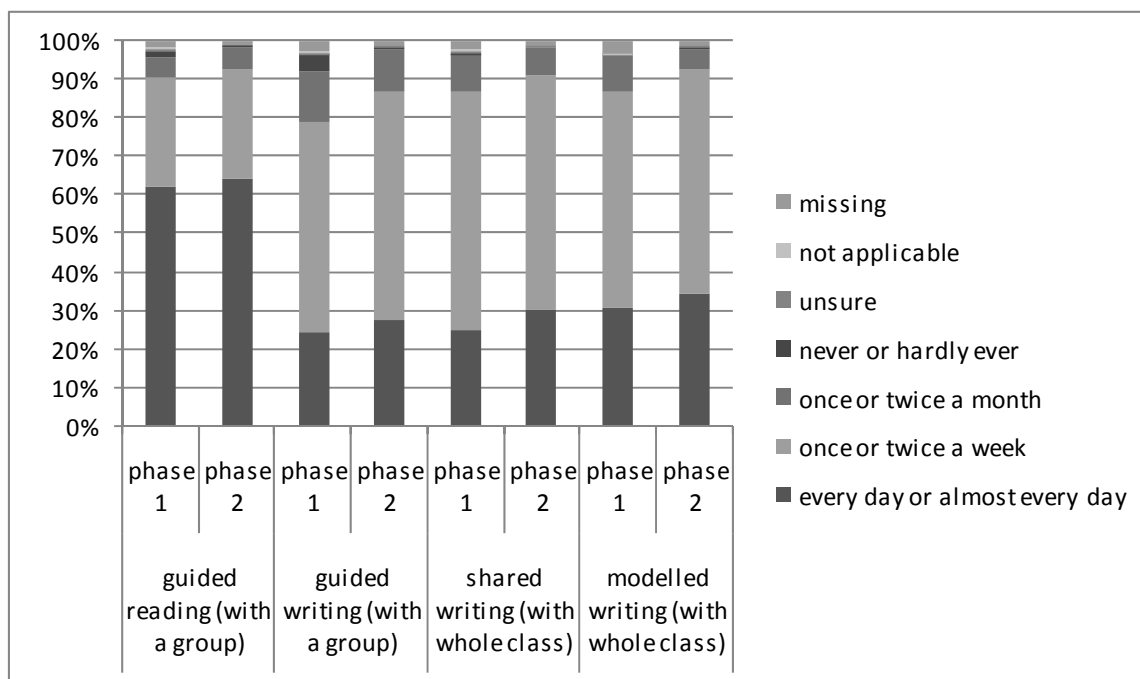 100%
90%
80%
70%
60%
50%
40%
30%
20%
10%
0%
phase 1
phase 2
phase 1
phase 2
phase 1
phase 2
phase 1
phase 2
guided
reading (with
a group)
guided
writing (with
a group)
shared
writing (with
whole class)
modelled
writing (with
whole class)
missing
not applicable
unsure
never or hardly ever
once or twice a month
once or twice a week
every day or almost every day